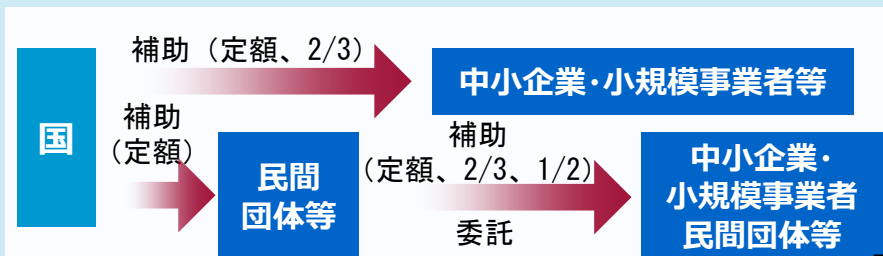 補助（定額、2/3）
中小企業・小規模事業者等
国
補助
（定額）
民間
団体等
補助
（定額、2/3、1/2）
委託
中小企業・
小規模事業者
民間団体等